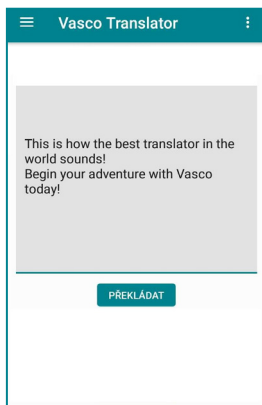 Vasco Translator
This is how the best translator in the
world sounds!
Begin your adventure with Vasco
today!
PŘEKLÁDAT